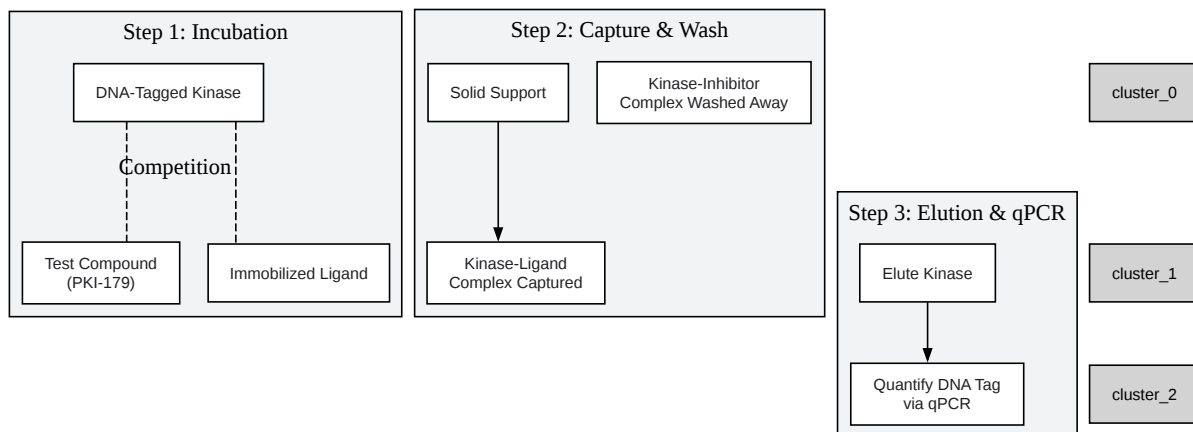 Step 1: Incubation
DNA-Tagged Kinase
Competition
Test Compound
(PKI-179)
Immobilized Ligand
Step 2: Capture & Wash
Solid Support
Kinase-Inhibitor
Complex Washed Away
Kinase-Ligand
Complex Captured
Step 3: Elution & qPCR
Elute Kinase
Quantify DNA Tag
via qPCR
cluster_0
cluster_1
cluster_2